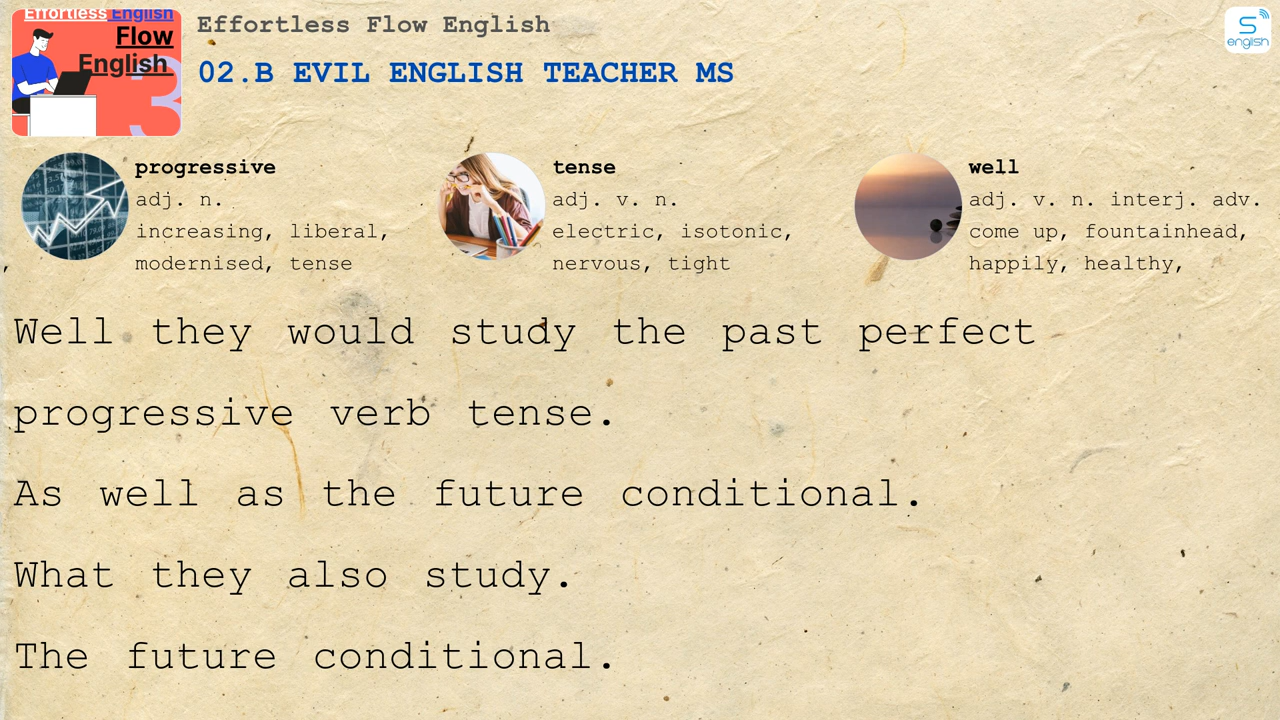 Effortless English
Flow
English
3
Effortless Flow English
02.B EVIL ENGLISH TEACHER MS
S
english
progressive
adj. n.
increasing, liberal,
modernised, tense
tense
adj. v. n.
electric, isotonic,
nervous, tight
well
adj. v. n. interj. adv.
come up, fountainhead,
happily, healthy,
Well they would study the past perfect
progressive verb tense.
As well as the future conditional.
What they also study.
The future conditional.